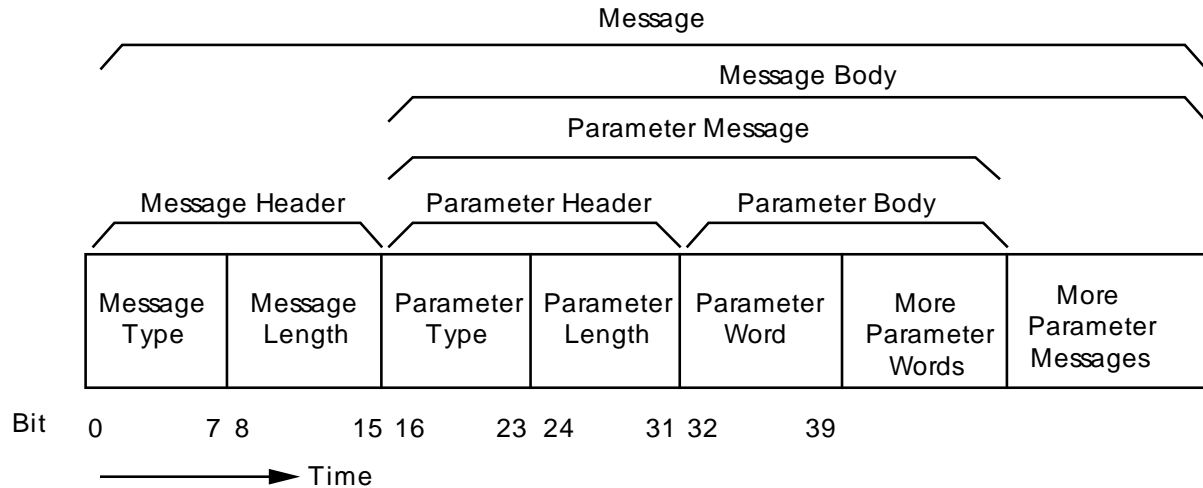 Message
Message Body
Parameter Message
Message Header Parameter Header Parameter Body
Message Type
Message Length
Parameter Type
Parameter Length
Parameter Word
More Parameter Words
More Parameter Messages
Bit 0 7 8 15 16 23 24 31 32 39
Time